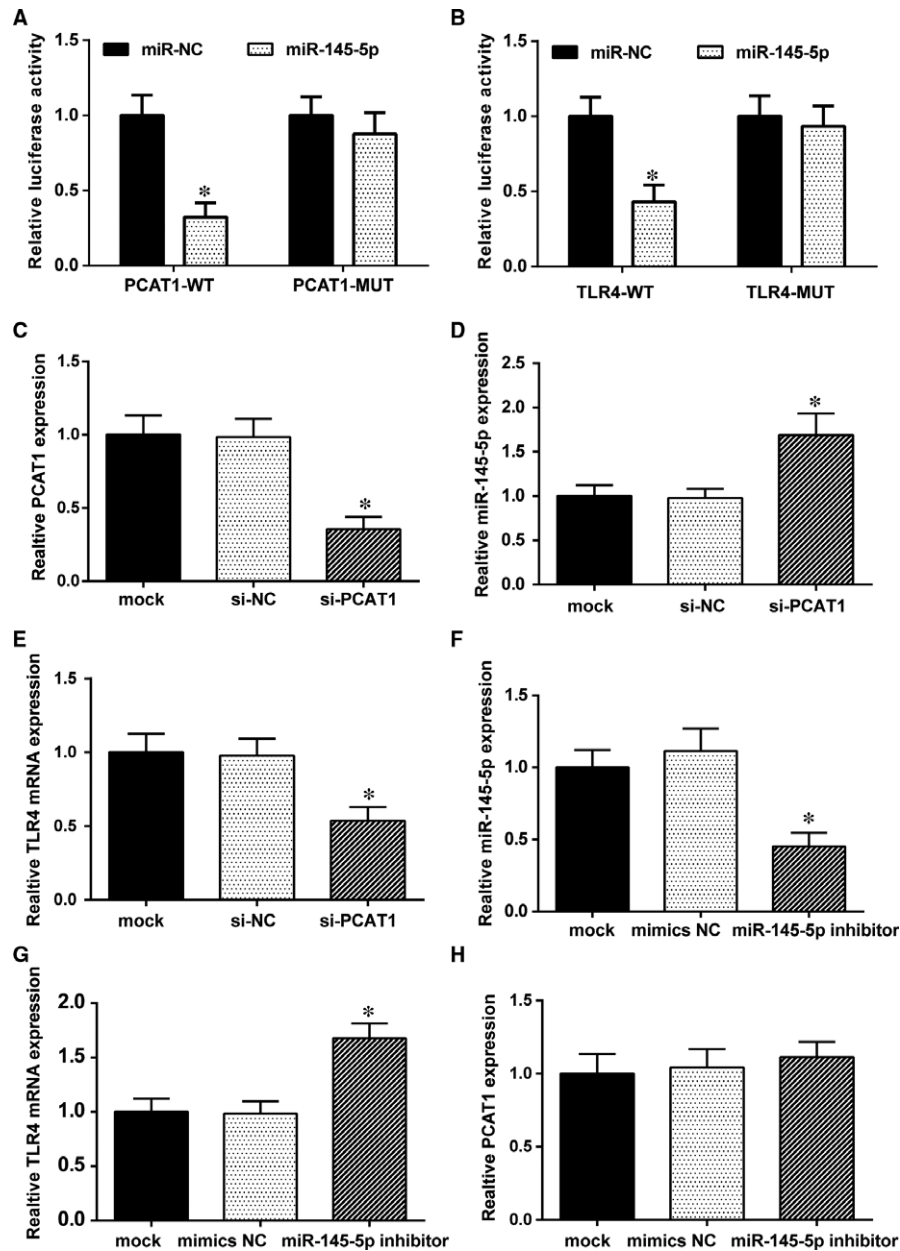 A
Relative luciferase activity
1.5
1.0
0.5
0.0
miR-NC
miR-145-5p
*
PCAT1-WT
PCAT1-MUT
B
Relative luciferase activity
1.5
1.0
0.5
0.0
miR-NC
miR-145-5p
*
TLR4-WT
TLR4-MUT
C
Realtive PCAT1 expression
1.5
1.0
0.5
0.0
*
mock
si-NC
si-PCAT1
D
Realtive miR-145-5p expression
2.5
2.0
1.5
1.0
0.5
0.0
*
mock
si-NC
si-PCAT1
E
Realtive TLR4 mRNA expression
1.5
1.0
0.5
0.0
*
mock
si-NC
si-PCAT1
F
Realtive miR-145-5p expression
1.5
1.0
0.5
0.0
*
mock
mimics NC
miR-145-5p inhibitor
G
Realtive TLR4 mRNA expression
2.0
1.5
1.0
0.5
0.0
*
mock
mimics NC
miR-145-5p inhibitor
H
Realtive PCAT1 expression
1.5
1.0
0.5
0.0
mock
mimics NC
miR-145-5p inhibitor